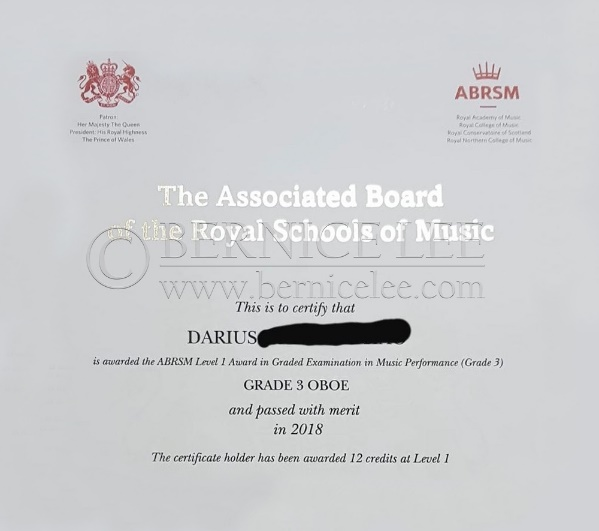 Patron
Her Majesty The Queen
President: His Royal Highness
The Prince of Wales
ABRSM
Royal Academy of Music
Royal College of Music
Royal Conservatoire of Scotland
Royal Northern College of Music
The Associated Board
of the Royal Schools of Music
© BERNICE LEE
www.bernicelee.com
This is to certify that
DARIUS
is awarded the ABRSM Level 1 Award in Graded Examination in Music Performance (Grade 3)
GRADE 3 OBOE
and passed with merit
in 2018
The certificate holder has been awarded 12 credits at Level 1